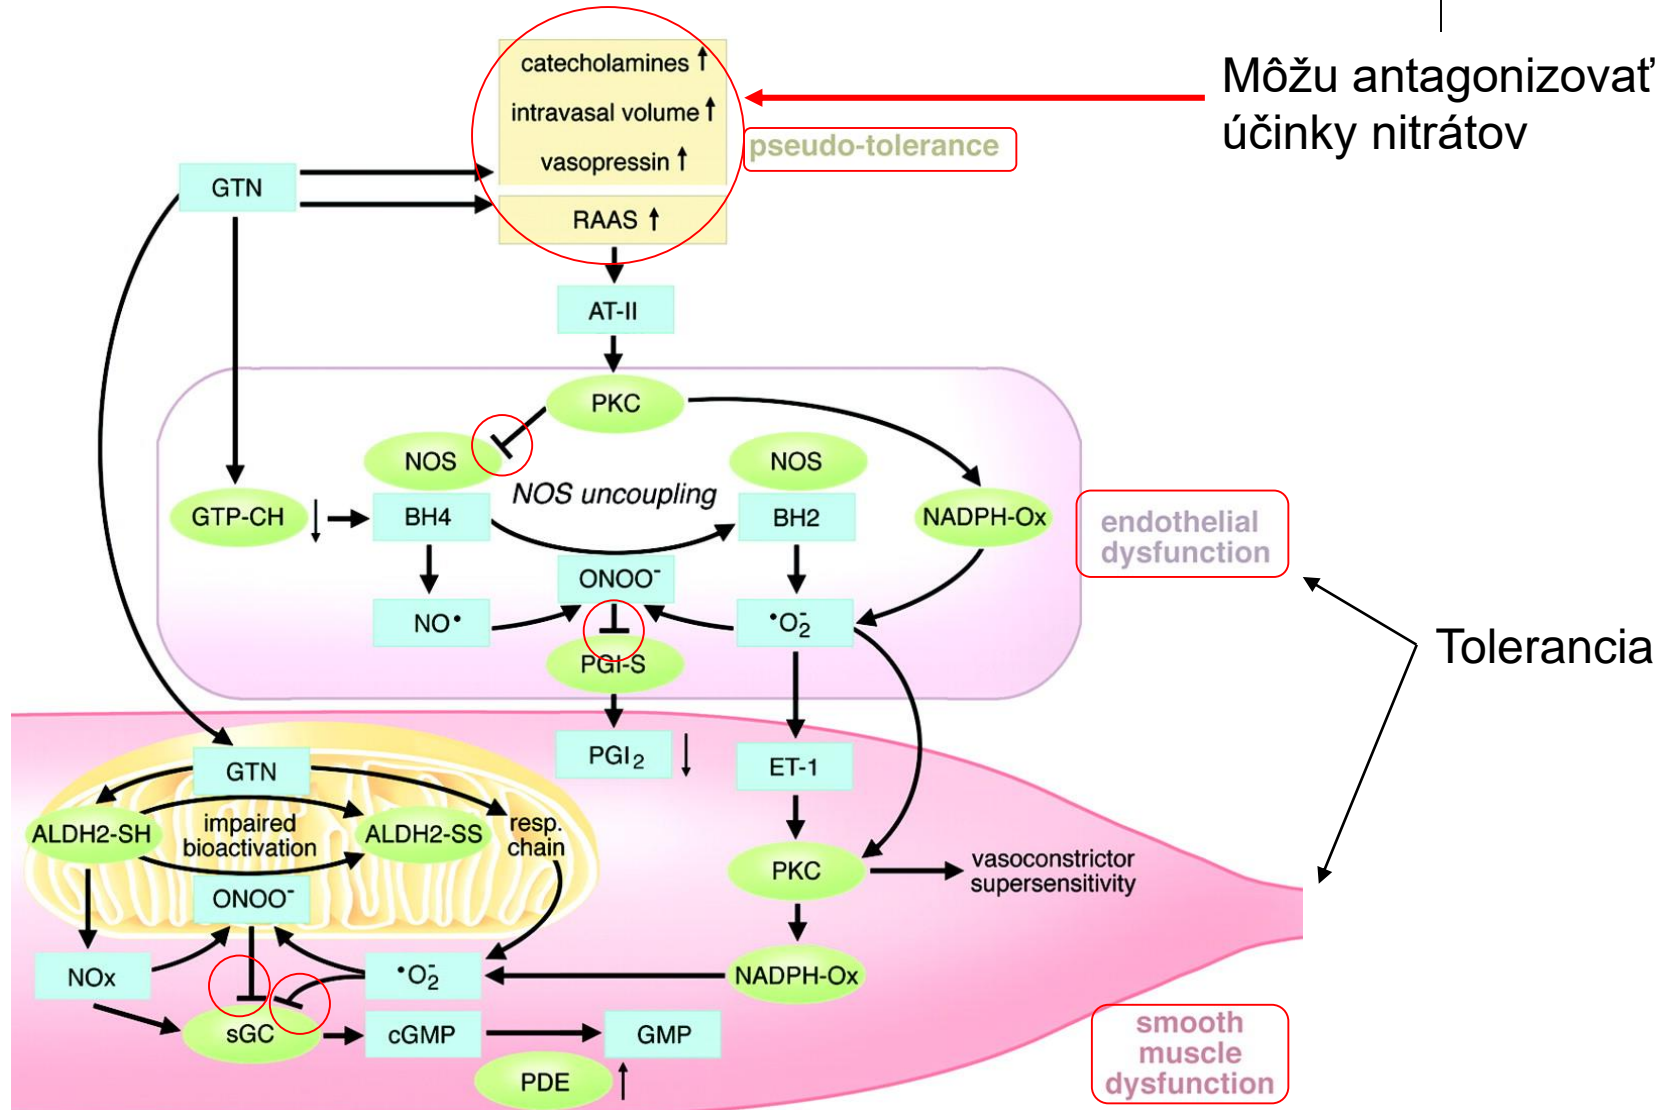 catecholamines ↑
intravasal volume ↑
vasopressin ↑
RAAS ↑
pseudo-tolerance
Môžu antagonizovať
účinky nitrátov
GTN
AT-II
PKC
NOS
NOS
NOS uncoupling
GTP-CH ↓
BH4
BH2
NADPH-Ox
endothelial
dysfunction
ONOO⁻
NO•
•O₂⁻
PGI-S
Tolerancia
PGI₂ ↓
ET-1
GTN
ALDH2-SH
impaired
bioactivation
ALDH2-SS
resp.
chain
ONOO⁻
PKC
vasoconstrictor
supersensitivity
NOx
•O₂⁻
NADPH-Ox
sGC
cGMP
GMP
PDE ↑
smooth
muscle
dysfunction